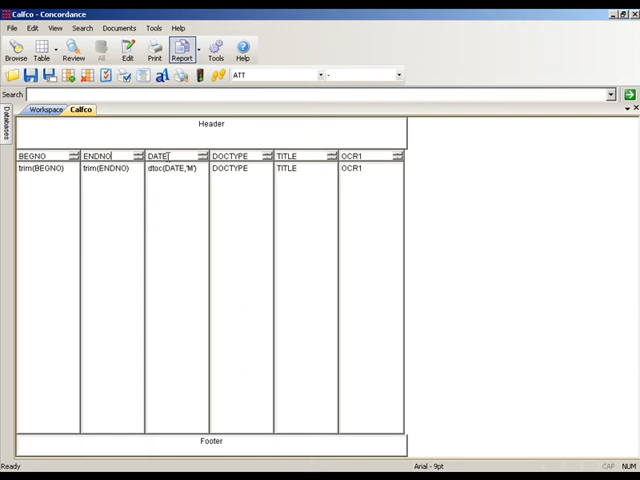 Calfco - Concordance
File Edit View Search Documents Tools Help
Browse Table Review All Edit Print Report Tools Help
ATT -
Search
Workspace Calfco
Databases
Header
BEGNO ENDNO DATE DOCTYPE TITLE OCR1
trim(BEGNO) trim(ENDNO) dtoc(DATE,'M') DOCTYPE TITLE OCR1
Footer
Ready Arial - 9pt CAP NUM